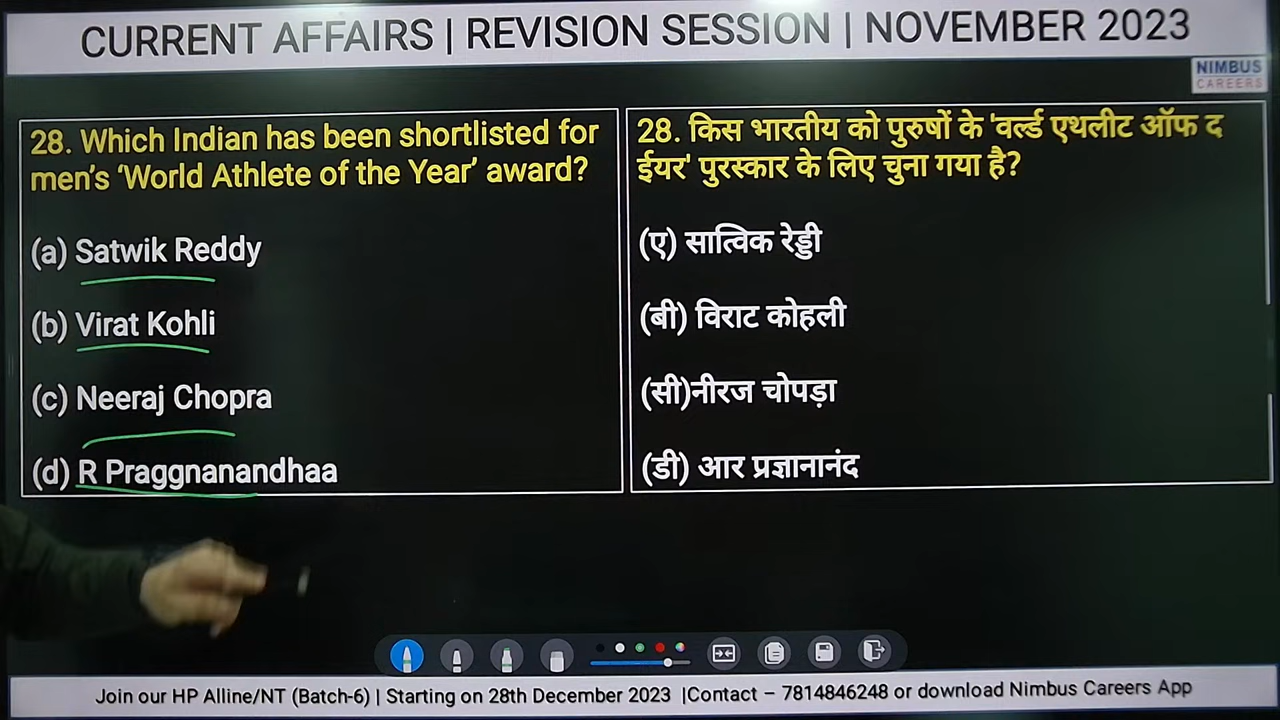 CURRENT AFFAIRS | REVISION SESSION | NOVEMBER 2023
NIMBUS
CAREERS
28. Which Indian has been shortlisted for
men’s ‘World Athlete of the Year’ award?
(a) Satwik Reddy
(b) Virat Kohli
(c) Neeraj Chopra
(d) R Praggnanandhaa
28. किस भारतीय को पुरुषों के 'वर्ल्ड एथलीट ऑफ द
ईयर' पुरस्कार के लिए चुना गया है?
(ए) सात्विक रेड्डी
(बी) विराट कोहली
(सी)नीरज चोपड़ा
(डी) आर प्रज्ञानानंद
Join our HP Alline/NT (Batch-6) | Starting on 28th December 2023 |Contact – 7814846248 or download Nimbus Careers App